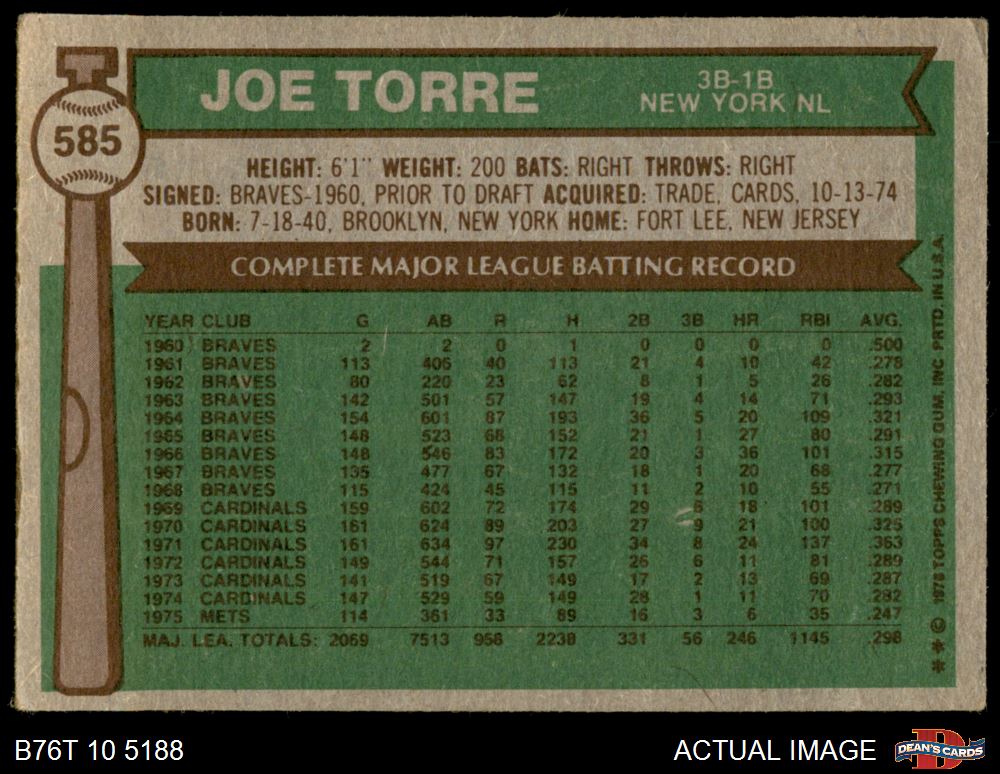 585
JOE TORRE
3B-1B
NEW YORK NL
HEIGHT: 6'1" WEIGHT: 200 BATS: RIGHT THROWS: RIGHT
SIGNED: BRAVES-1960, PRIOR TO DRAFT ACQUIRED: TRADE, CARDS, 10-13-74
BORN: 7-18-40, BROOKLYN, NEW YORK HOME: FORT LEE, NEW JERSEY
COMPLETE MAJOR LEAGUE BATTING RECORD
YEAR CLUB G AB R H 2B 3B HR RBI AVG.
1960 BRAVES 2 2 0 1 0 0 0 0 .500
1961 BRAVES 113 406 40 113 21 4 10 42 .278
1962 BRAVES 80 220 23 62 8 1 5 26 .282
1963 BRAVES 142 501 57 147 19 4 14 71 .293
1964 BRAVES 154 601 87 193 36 5 20 109 .321
1965 BRAVES 148 523 68 152 21 1 27 80 .291
1966 BRAVES 148 546 83 172 20 3 36 101 .315
1967 BRAVES 135 477 67 132 18 1 20 68 .277
1968 BRAVES 115 424 45 115 11 2 10 55 .271
1969 CARDINALS 159 602 72 174 29 6 18 101 .289
1970 CARDINALS 161 624 89 203 27 9 21 100 .325
1971 CARDINALS 161 634 97 230 34 8 24 137 .363
1972 CARDINALS 149 544 71 157 26 6 11 81 .289
1973 CARDINALS 141 519 67 149 17 2 13 69 .287
1974 CARDINALS 147 529 59 149 28 1 11 70 .282
1975 METS 114 361 33 89 16 3 6 35 .247
MAJ. LEA. TOTALS: 2069 7513 956 2238 331 56 246 1145 .298
** © 1976 TOPPS CHEWING GUM, INC PRTD. IN U.S.A.
B76T 10 5188
ACTUAL IMAGE
D
DEAN'S CARDS